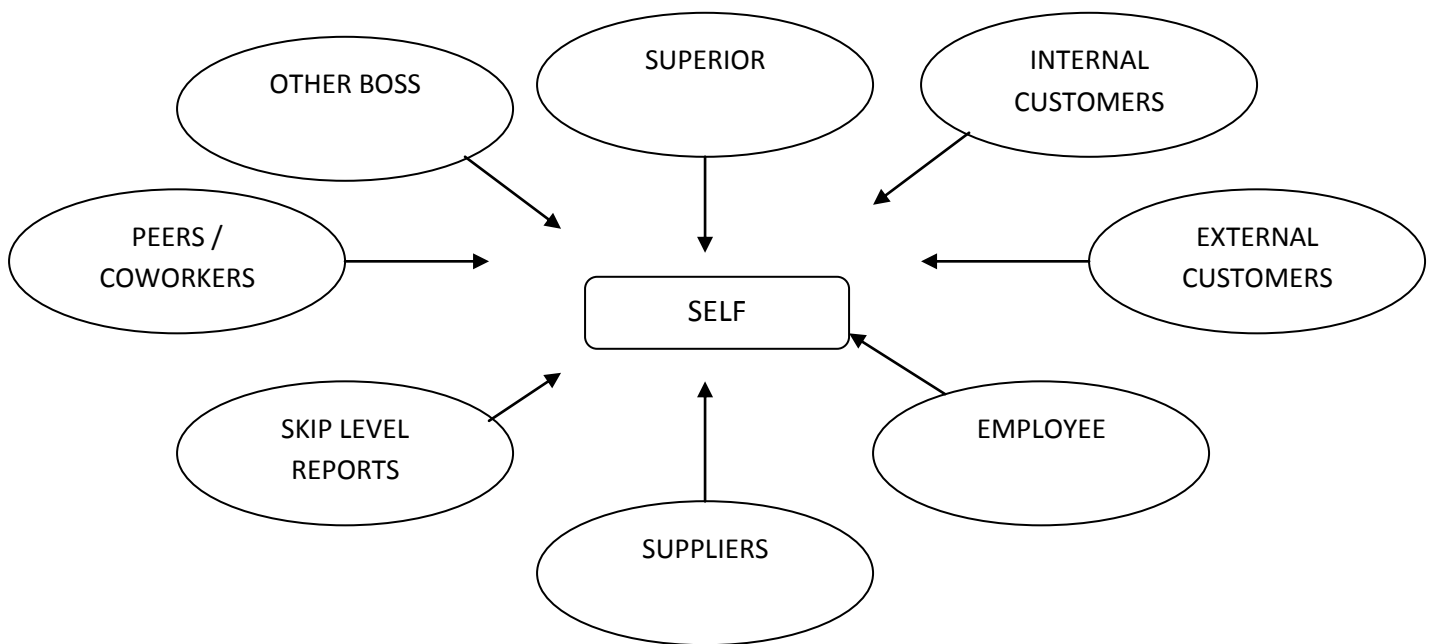 OTHER BOSS
SUPERIOR
INTERNAL
CUSTOMERS
PEERS /
COWORKERS
EXTERNAL
CUSTOMERS
SELF
SKIP LEVEL
REPORTS
EMPLOYEE
SUPPLIERS